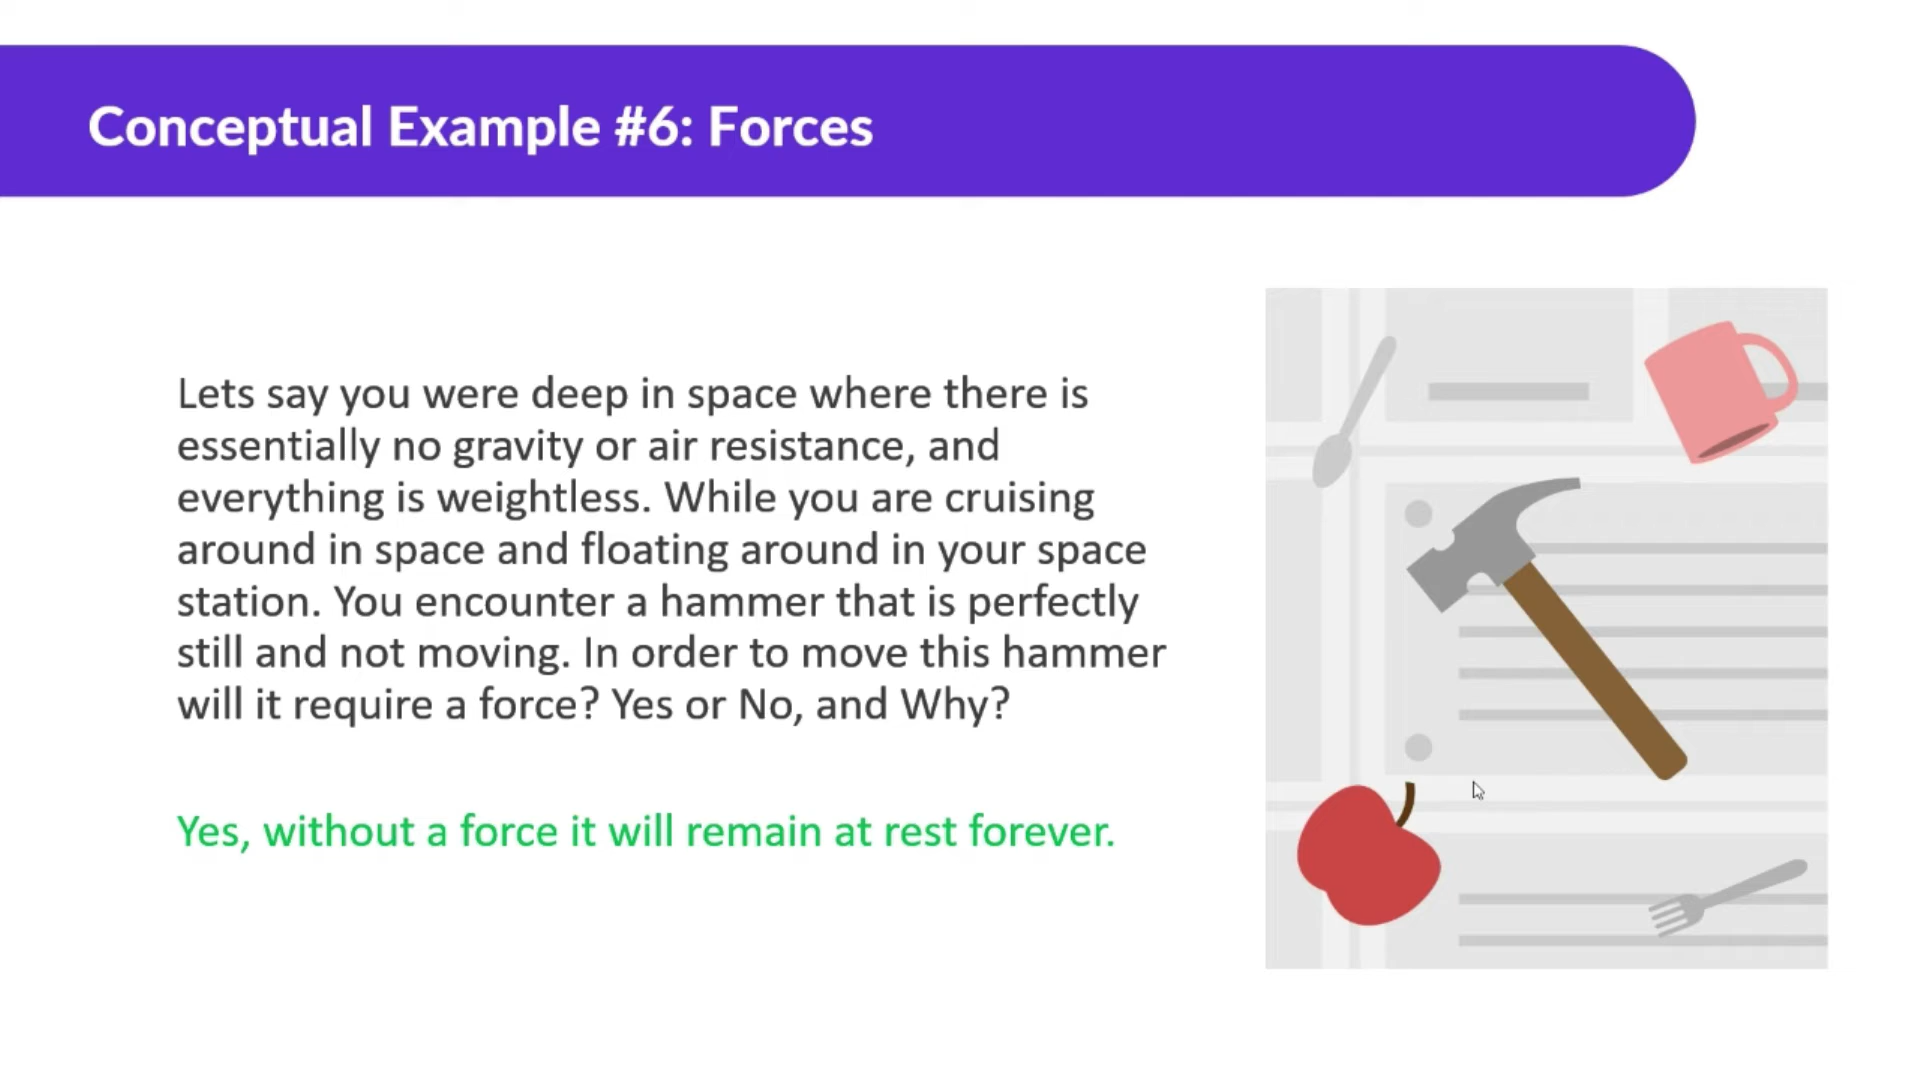 Conceptual Example #6: Forces
Lets say you were deep in space where there is
essentially no gravity or air resistance, and
everything is weightless. While you are cruising
around in space and floating around in your space
station. You encounter a hammer that is perfectly
still and not moving. In order to move this hammer
will it require a force? Yes or No, and Why?
Yes, without a force it will remain at rest forever.